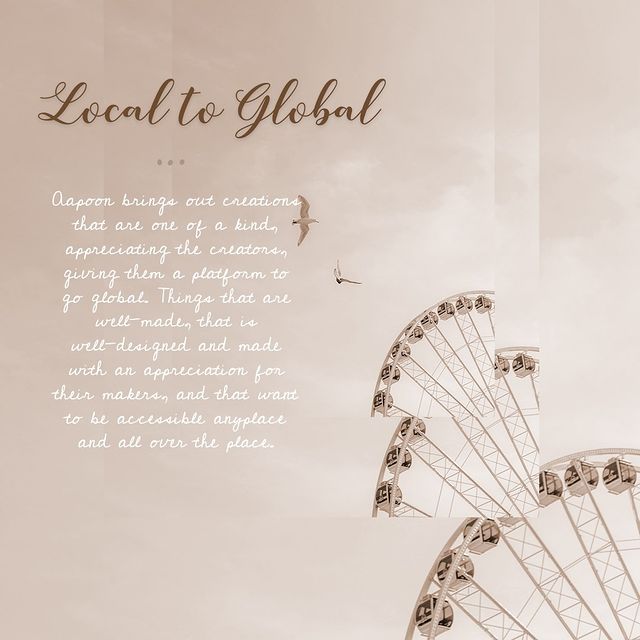 Local to Global
Aapoon brings out creations
that are one of a kind,
appreciating the creators,
giving them a platform to
go global. Things that are
well-made, that is
well-designed and made
with an appreciation for
their makers, and that want
to be accessible anyplace
and all over the place.